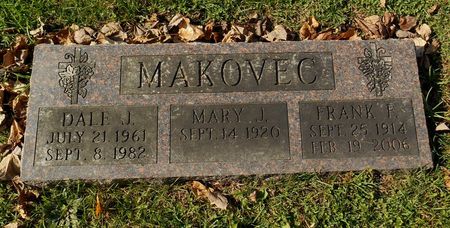 MAKOVEC
DALE J.
JULY 21 1961
SEPT. 8 1982
MARY J.
SEPT. 14 1920
FRANK F.
SEPT. 25 1914
FEB. 19 2006